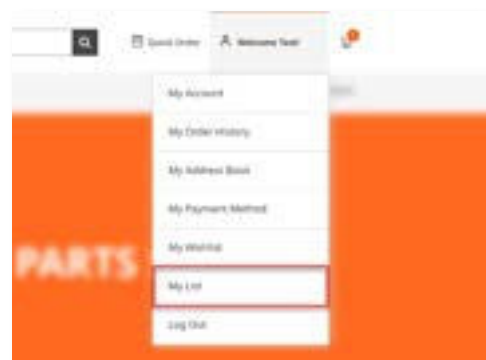 Quick Order
Welcome Test!
My Account
My Order History
My Address Book
My Payment Method
My Wishlist
PARTS
My List
Log Out